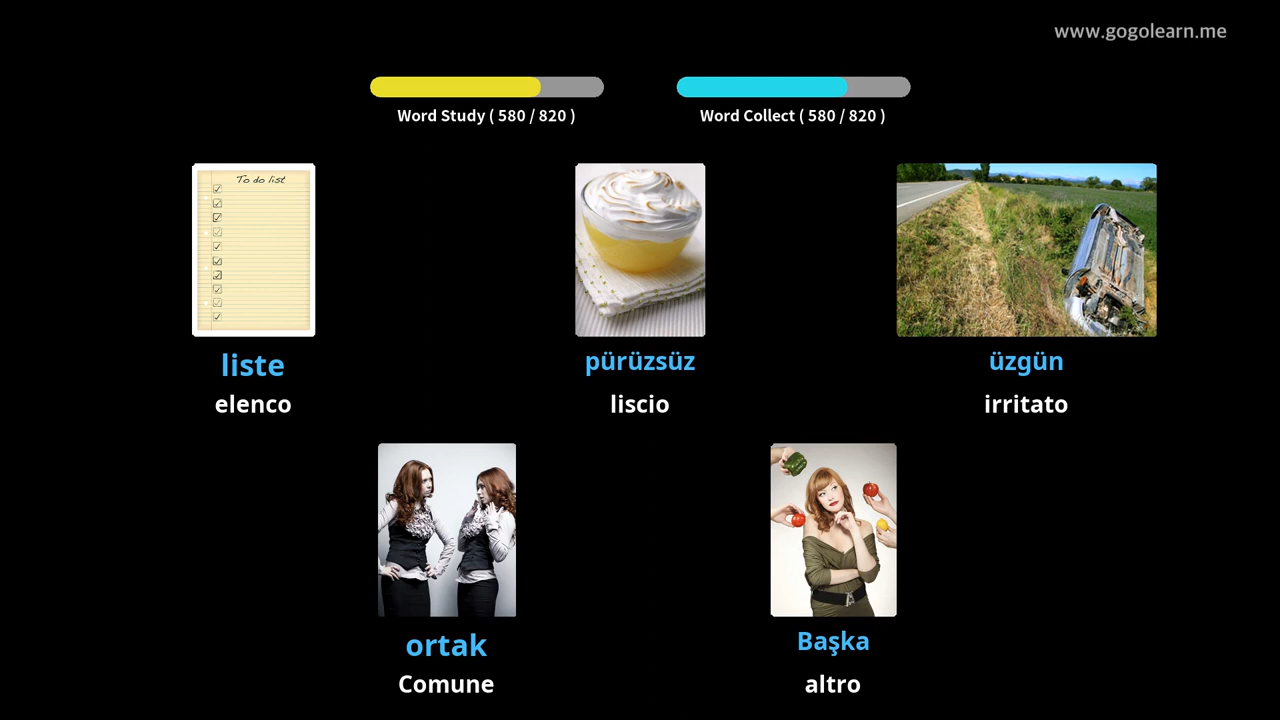 www.gogolearn.me
Word Study ( 580 / 820 )
Word Collect ( 580 / 820 )
To do list
liste
elenco
pürüzsüz
liscio
üzgün
irritato
ortak
Comune
Başka
altro